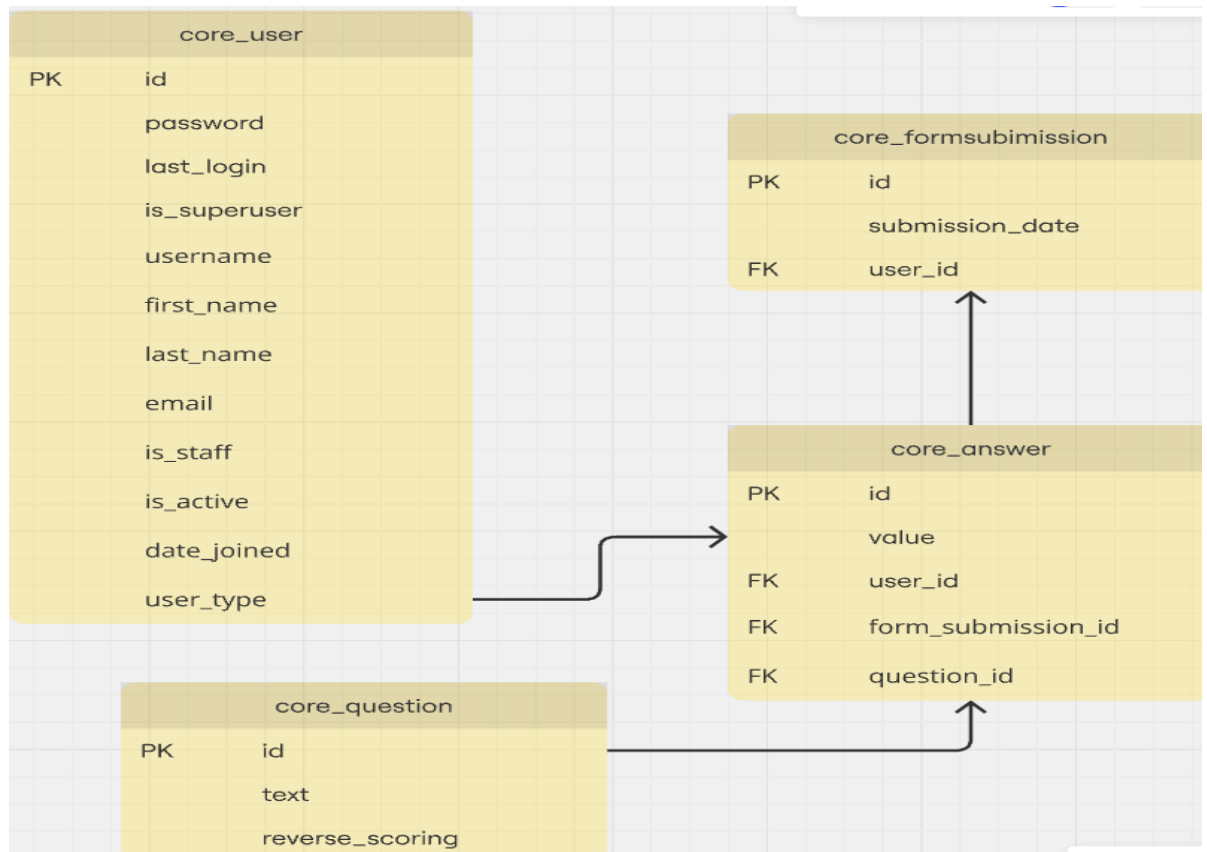 core_user
PK id
password
last_login
is_superuser
username
first_name
last_name
email
is_staff
is_active
date_joined
user_type
core_formsubimission
PK id
submission_date
FK user_id
core_answer
PK id
value
FK user_id
FK form_submission_id
FK question_id
core_question
PK id
text
reverse_scoring